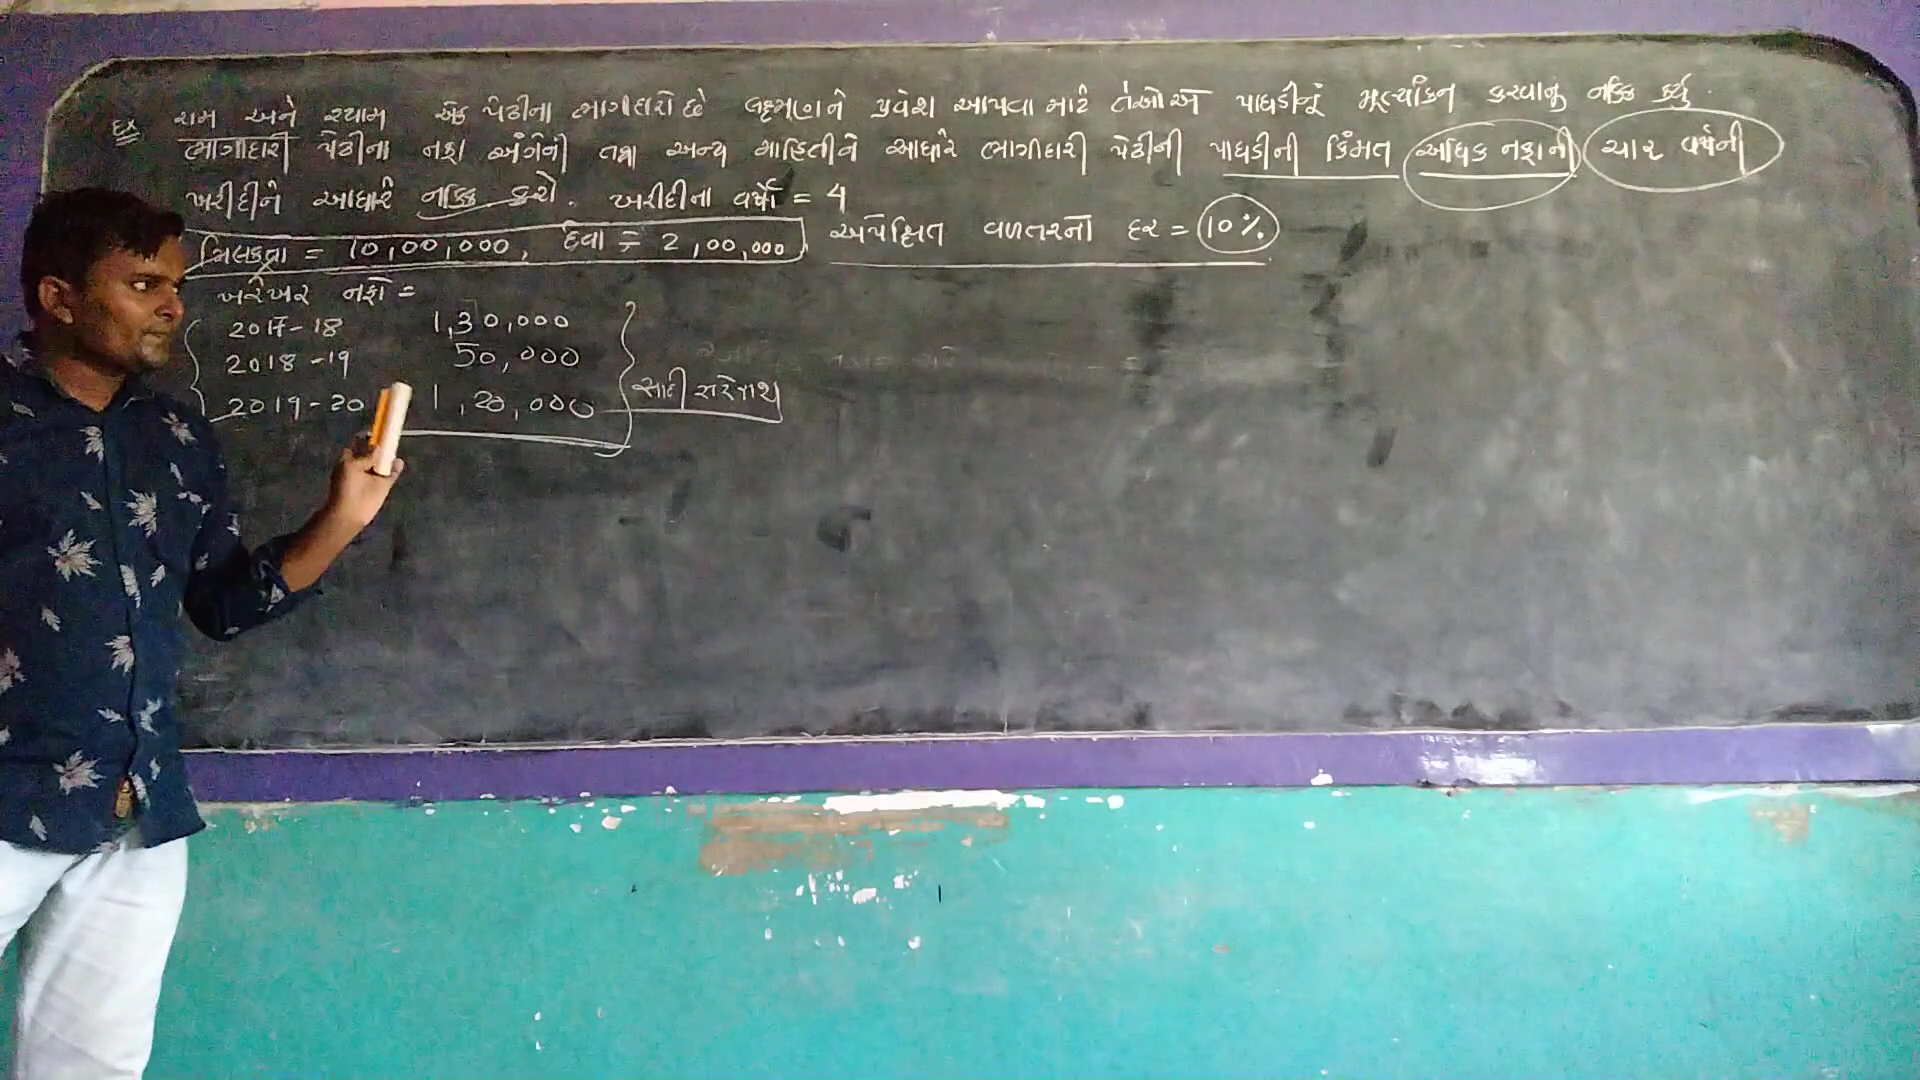 Ex રામ અને શ્યામ એક પેઢીના ભાગીદારો છે લક્ષ્મણને પ્રવેશ આપવા માટે તેઓએ પાઘડીનું મૂલ્યાંકન કરવાનું નક્કિ કર્યુ.
ભાગીદારી પેઢીના નફા અંગેની તથા અન્ય માહિતીને આધારે ભાગીદારી પેઢીની પાઘડીની કિંમત અધિક નફાની ચાર વર્ષની
ખરીદીને આધારે નક્કિ કરો. ખરીદીના વર્ષો = 4
મિલકતો = 10,00,000, દેવા = 2,00,000 અપેક્ષિત વળતરનો દર = 10%
ખરેખર નફો =
2017-18 1,30,000
2018-19 50,000
2019-20 1,20,000 સાદી સરેરાશ